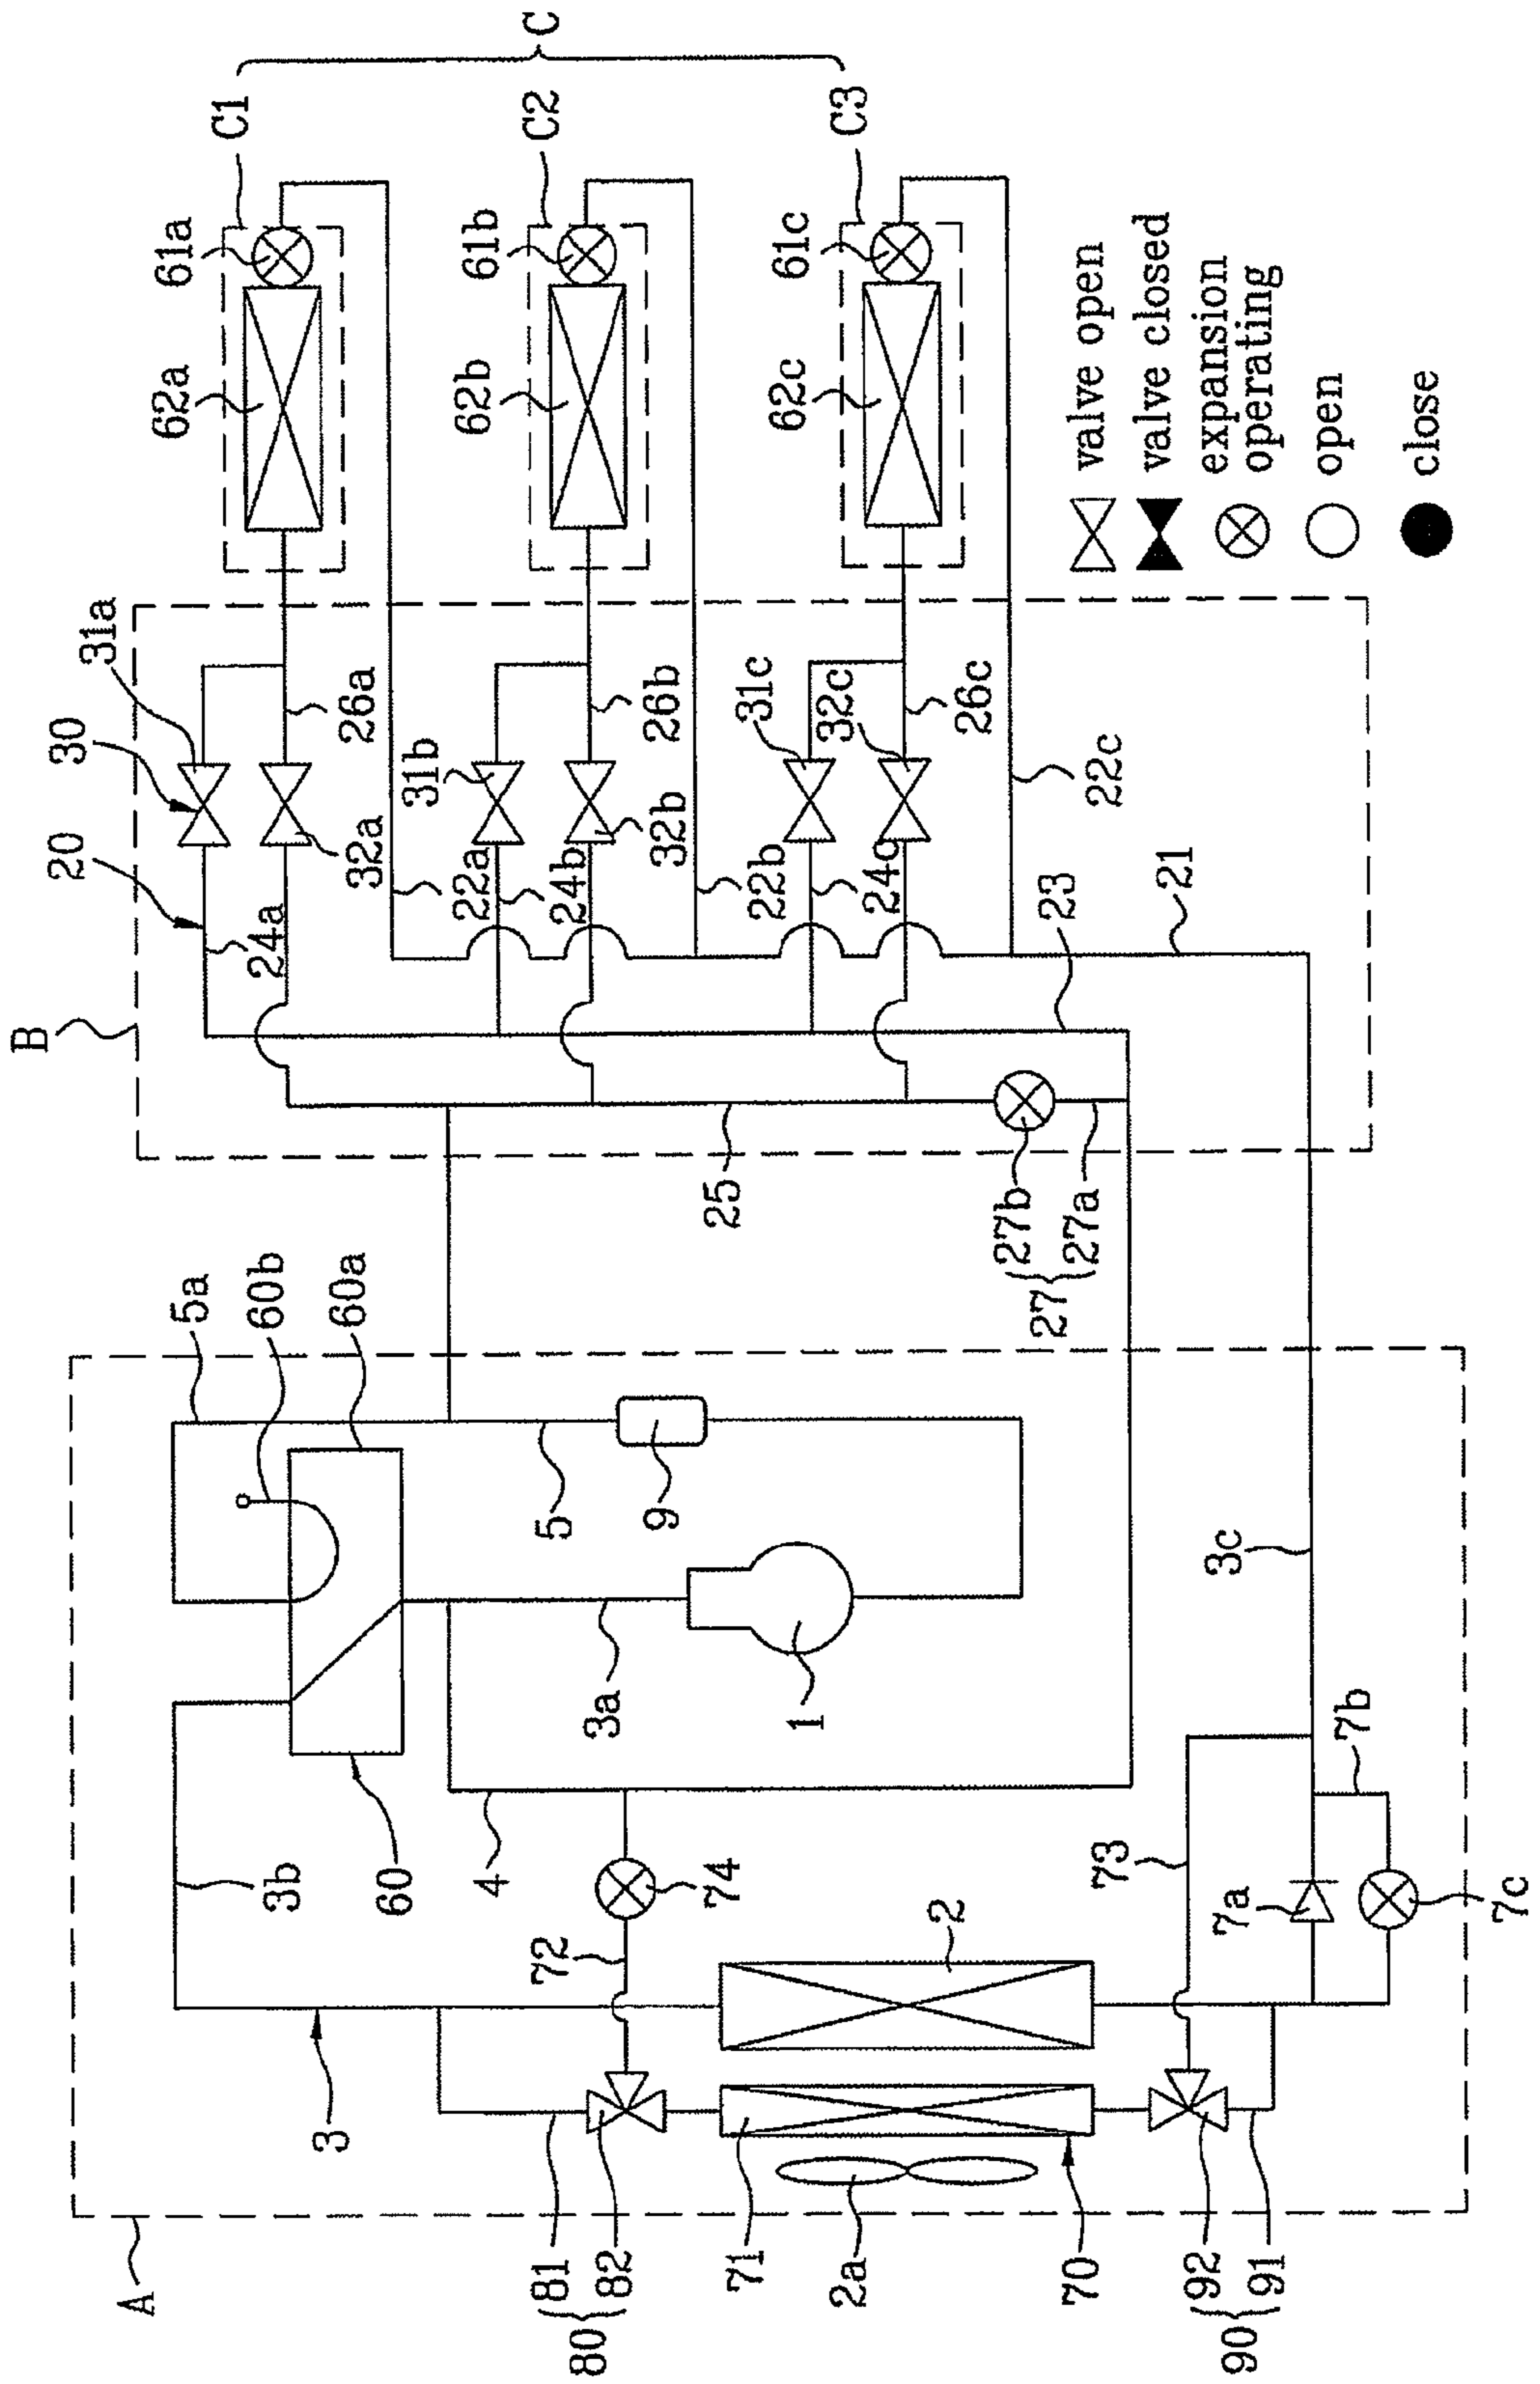 C
C1
C2
C3
61a
61b
61c
62a
62b
62c
valve open
valve closed
expansion
operating
open
close
B
20
30
31a
26a
32a
24a
31b
26b
32b
22a
24b
31c
32c
26c
22b
24c
22c
23
21
25
27b
27a
27
5a
60b
60a
5
9
3c
3a
1
3b
60
4
74
72
2
73
7a
7b
7c
3
A
81
82
80
71
2a
70
92
91
90